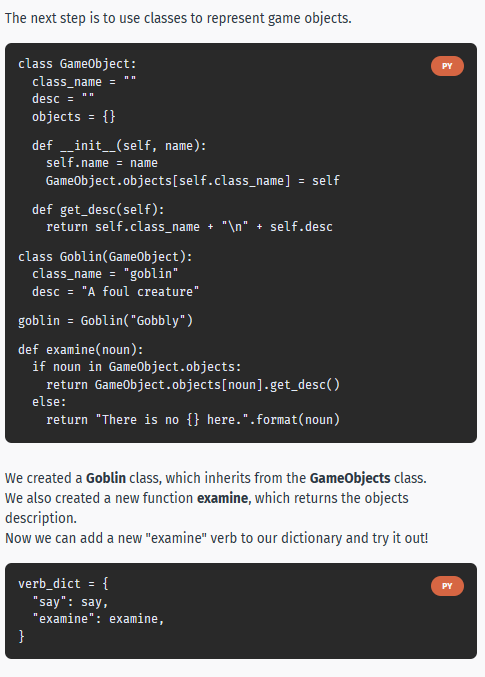 The next step is to use classes to represent game objects.
PY
class GameObject:
  class_name = ""
  desc = ""
  objects = {}

  def __init__(self, name):
    self.name = name
    GameObject.objects[self.class_name] = self

  def get_desc(self):
    return self.class_name + "\n" + self.desc

class Goblin(GameObject):
  class_name = "goblin"
  desc = "A foul creature"

goblin = Goblin("Gobbly")

def examine(noun):
  if noun in GameObject.objects:
    return GameObject.objects[noun].get_desc()
  else:
    return "There is no {} here.".format(noun)

We created a Goblin class, which inherits from the GameObjects class.
We also created a new function examine, which returns the objects
description.
Now we can add a new "examine" verb to our dictionary and try it out!
PY
verb_dict = {
  "say": say,
  "examine": examine,
}